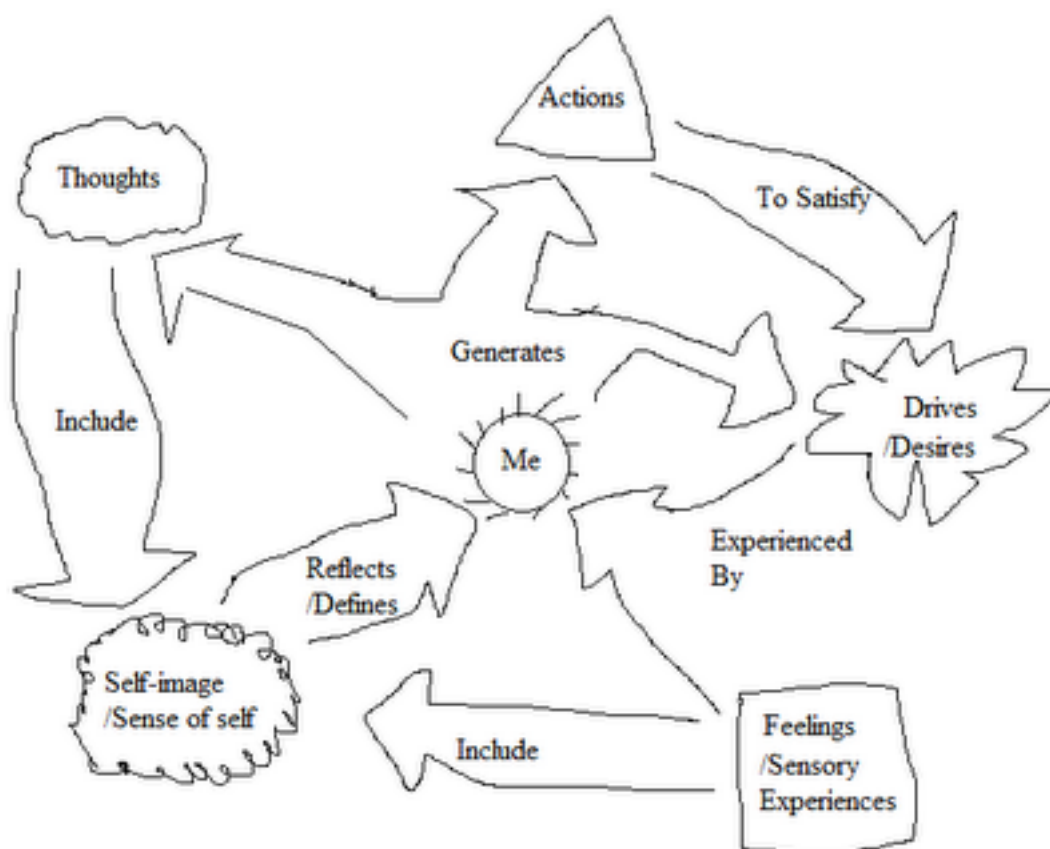 Actions
Thoughts
To Satisfy
Generates
Include
Drives
/Desires
Me
Experienced
By
Reflects
/Defines
Self-image
/Sense of self
Include
Feelings
/Sensory
Experiences